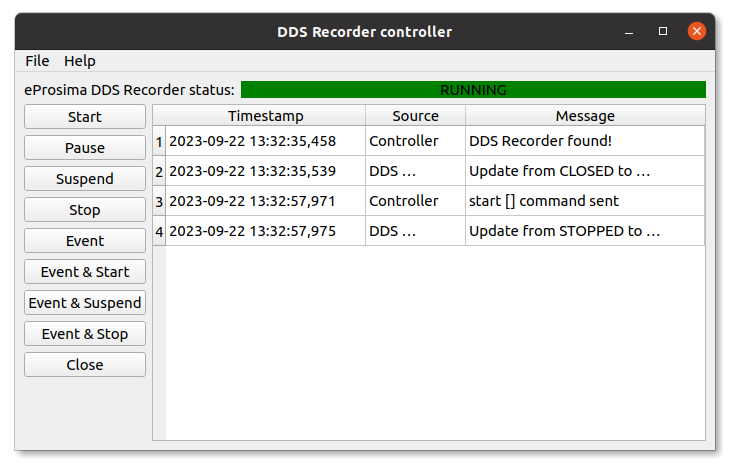 DDS Recorder controller
File Help
eProsima DDS Recorder status: RUNNING
Start
Pause
Suspend
Stop
Event
Event & Start
Event & Suspend
Event & Stop
Close
Timestamp Source Message
1 2023-09-22 13:32:35,458 Controller DDS Recorder found!
2 2023-09-22 13:32:35,539 DDS ... Update from CLOSED to ...
3 2023-09-22 13:32:57,971 Controller start [] command sent
4 2023-09-22 13:32:57,975 DDS ... Update from STOPPED to ...